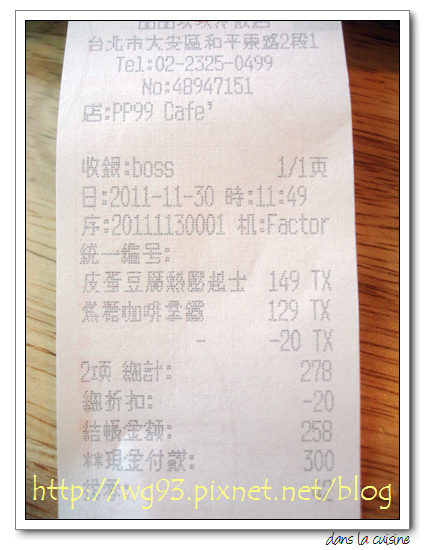 台北市大安區和平東路2段1
Tel:02-2325-0499
No:48947151
店:PP99 Cafe'
收銀:boss 1/1頁
日:2011-11-30 時:11:49
序:20111130001 机:Factor
統一編号:
皮蛋豆腐熱壓起士 149 TX
焦糖咖啡拿鐵 129 TX
- -20 TX
2項 總計: 278
總折扣: -20
結帳金額: 258
**現金付款: 300
42
http://wg93.pixnet.net/blog
dans la cuisine